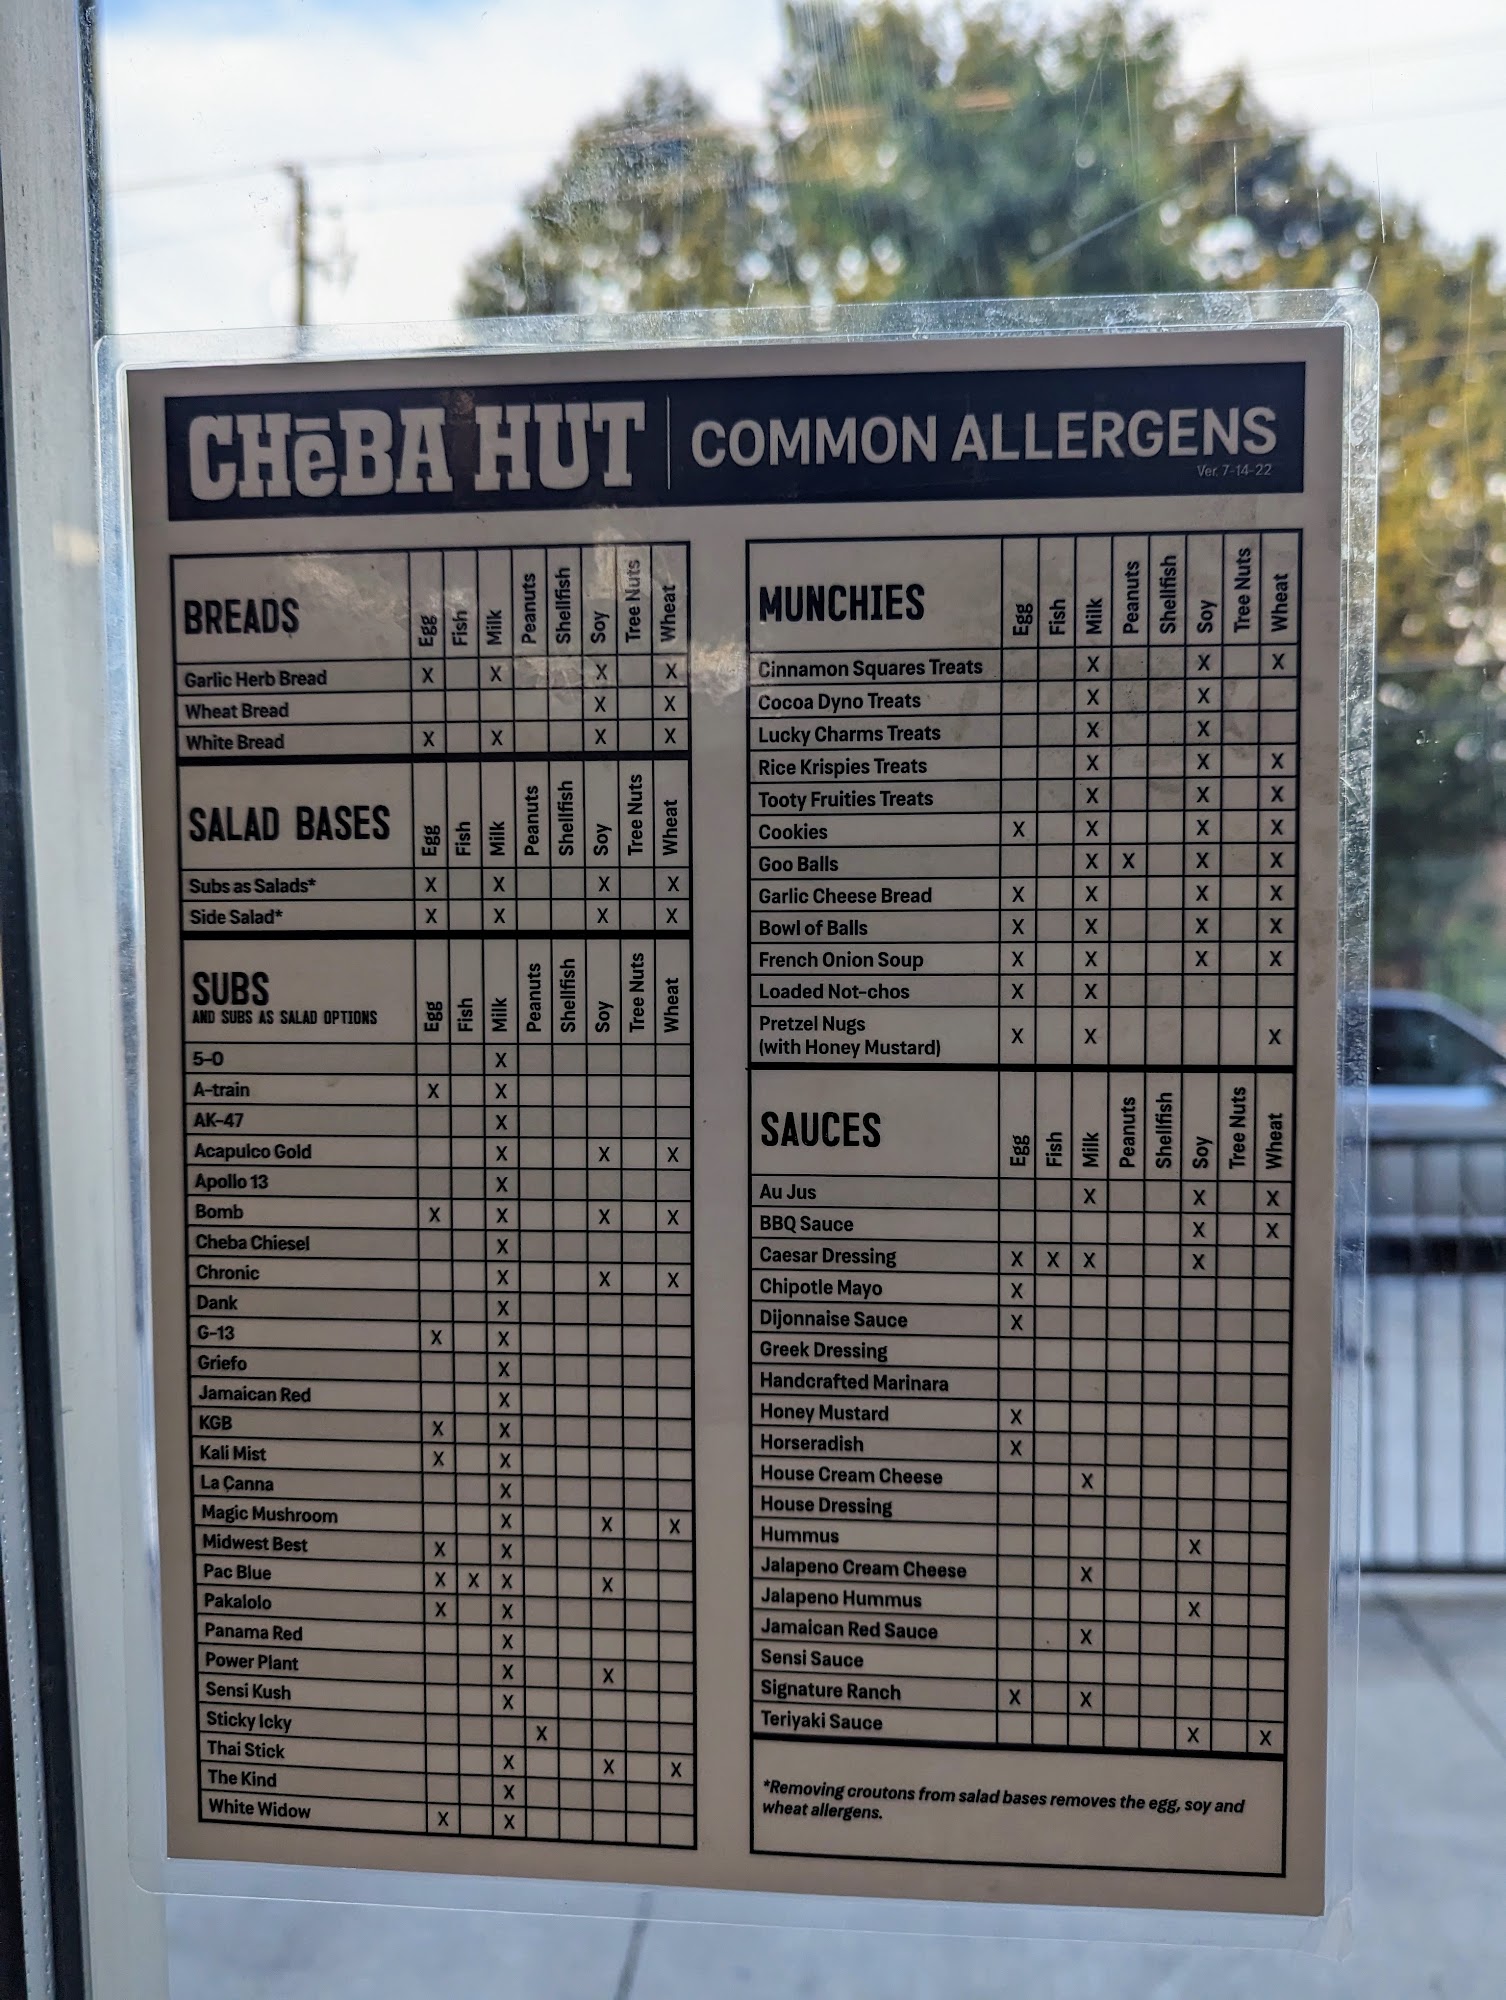 CHēBA HUT | COMMON ALLERGENS
Ver. 7-14-22
BREADS Egg Fish Milk Peanuts Shellfish Soy Tree Nuts Wheat
Garlic Herb Bread X X X X
Wheat Bread X X
White Bread X X X X
SALAD BASES Egg Fish Milk Peanuts Shellfish Soy Tree Nuts Wheat
Subs as Salads* X X X X
Side Salad* X X X X
SUBS Egg Fish Milk Peanuts Shellfish Soy Tree Nuts Wheat
AND SUBS AS SALAD OPTIONS
5-0 X
A-train X X
AK-47 X
Acapulco Gold X X X
Apollo 13 X
Bomb X X X X
Cheba Chiesel X
Chronic X X X
Dank X
G-13 X X
Griefo X
Jamaican Red X
KGB X X
Kali Mist X X
La Canna X
Magic Mushroom X X X
Midwest Best X X
Pac Blue X X X X
Pakalolo X X
Panama Red X
Power Plant X X
Sensi Kush X
Sticky Icky X
Thai Stick X X X
The Kind X
White Widow X X
MUNCHIES Egg Fish Milk Peanuts Shellfish Soy Tree Nuts Wheat
Cinnamon Squares Treats X X X
Cocoa Dyno Treats X X
Lucky Charms Treats X X
Rice Krispies Treats X X X
Tooty Fruities Treats X X X
Cookies X X X X
Goo Balls X X X X
Garlic Cheese Bread X X X X
Bowl of Balls X X X X
French Onion Soup X X X X
Loaded Not-chos X X
Pretzel Nugs
(with Honey Mustard) X X X
SAUCES Egg Fish Milk Peanuts Shellfish Soy Tree Nuts Wheat
Au Jus X X X
BBQ Sauce X X
Caesar Dressing X X X X
Chipotle Mayo X
Dijonnaise Sauce X
Greek Dressing
Handcrafted Marinara
Honey Mustard X
Horseradish X
House Cream Cheese X
House Dressing
Hummus X
Jalapeno Cream Cheese X
Jalapeno Hummus X
Jamaican Red Sauce X
Sensi Sauce
Signature Ranch X X
Teriyaki Sauce X X
*Removing croutons from salad bases removes the egg, soy and
wheat allergens.